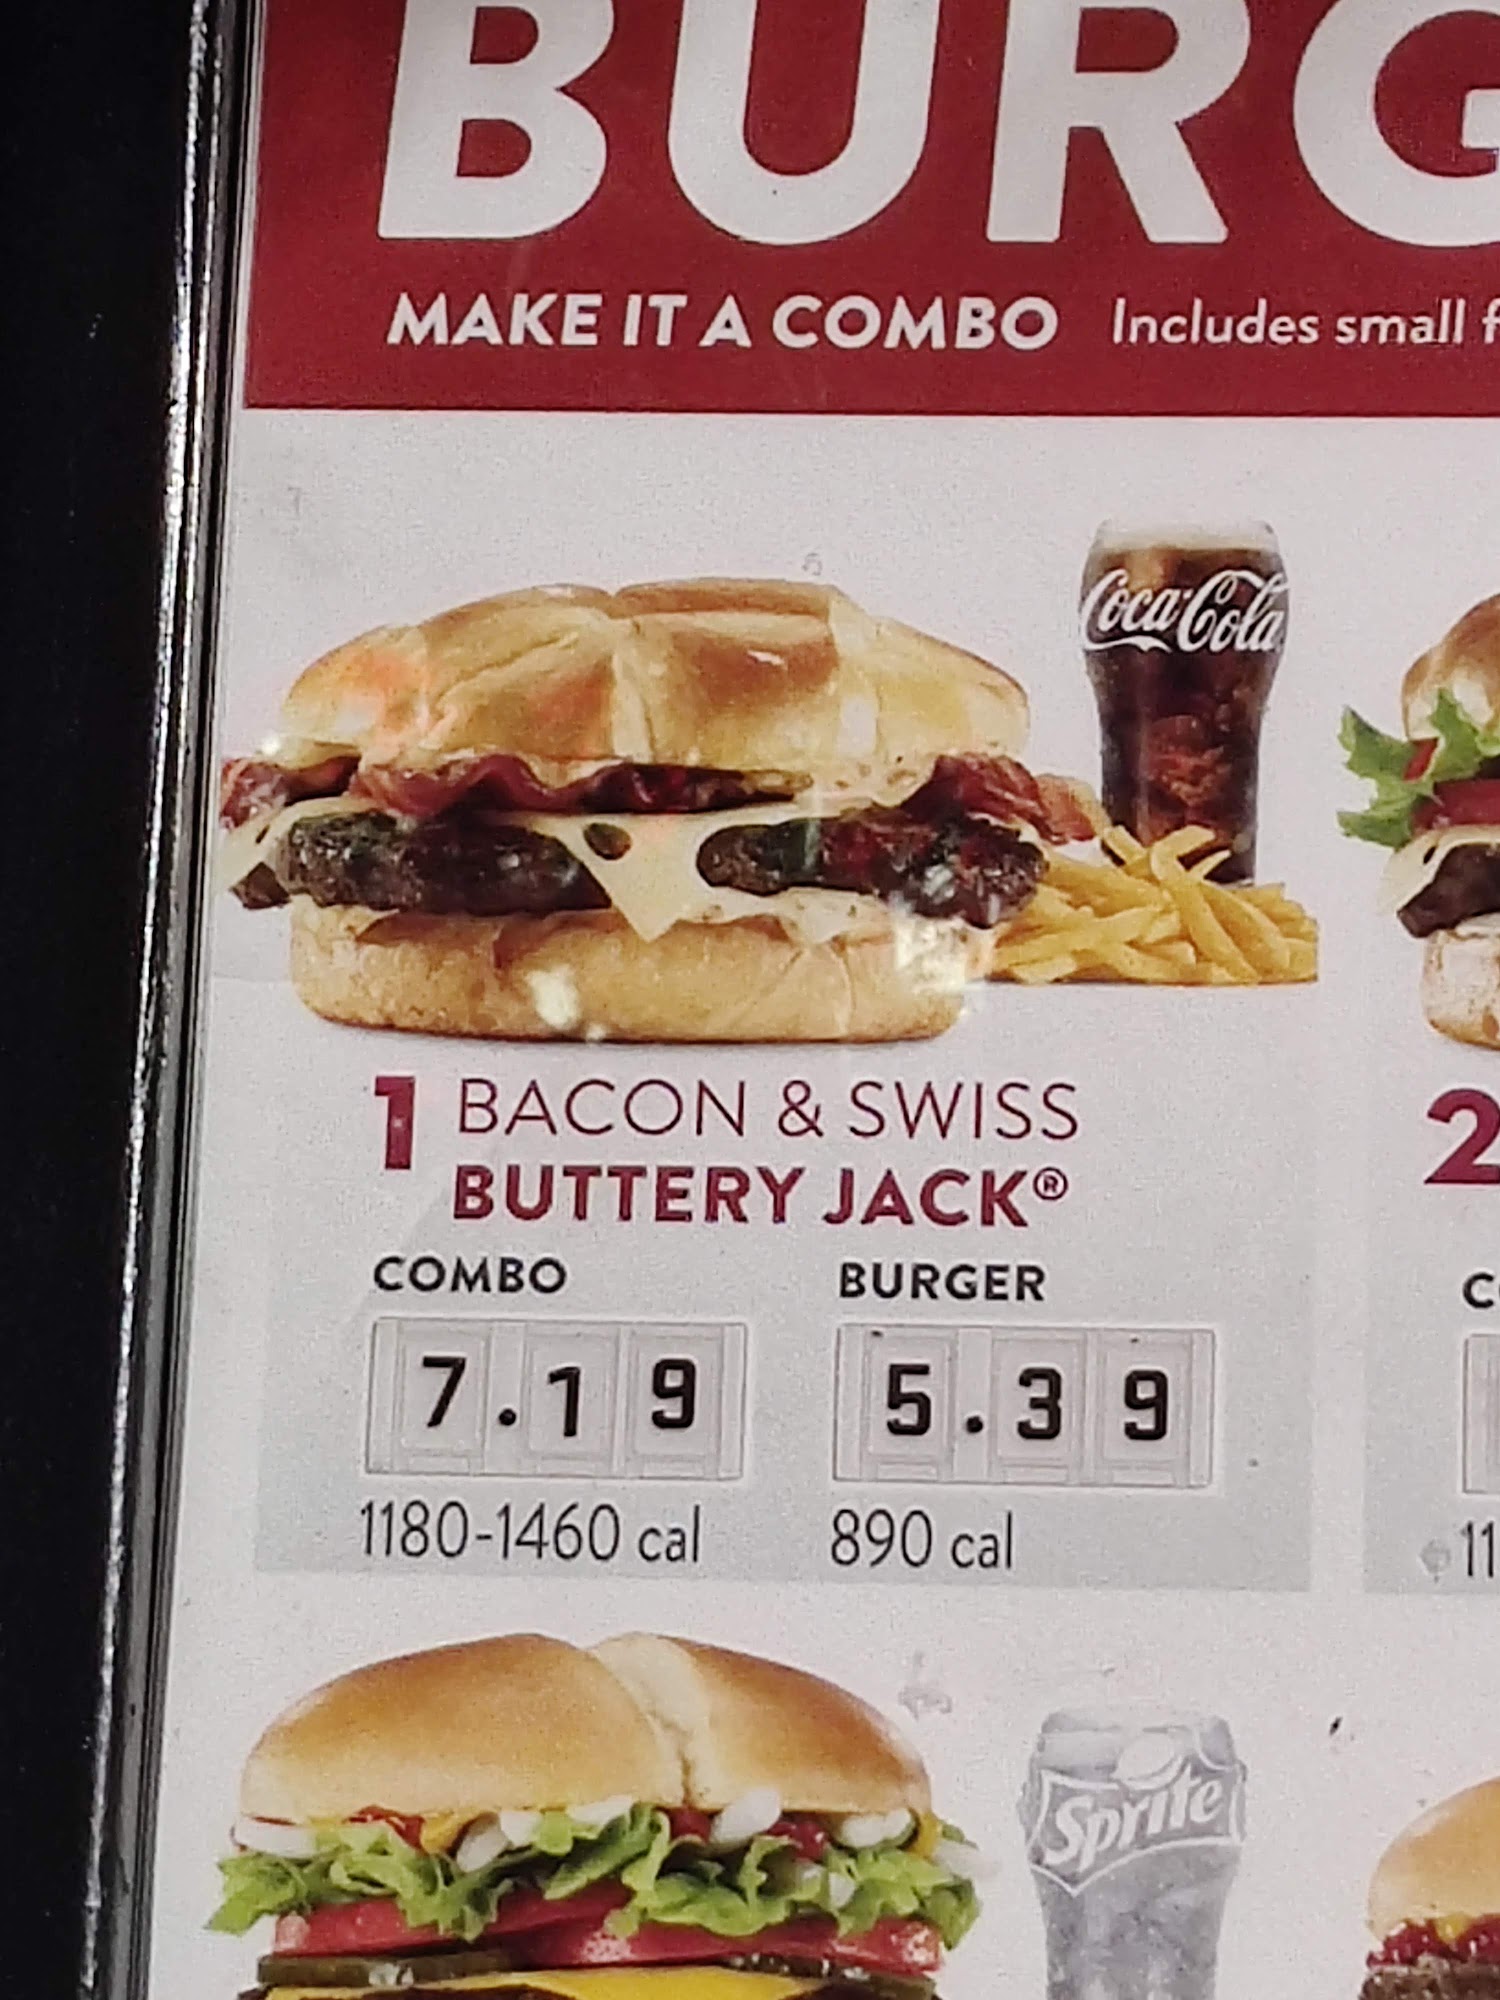 BURG
MAKE IT A COMBO Includes small f
Coca-Cola
1 BACON & SWISS
BUTTERY JACK®
2
COMBO BURGER
7.19 5.39
1180-1460 cal 890 cal
11
Sprite